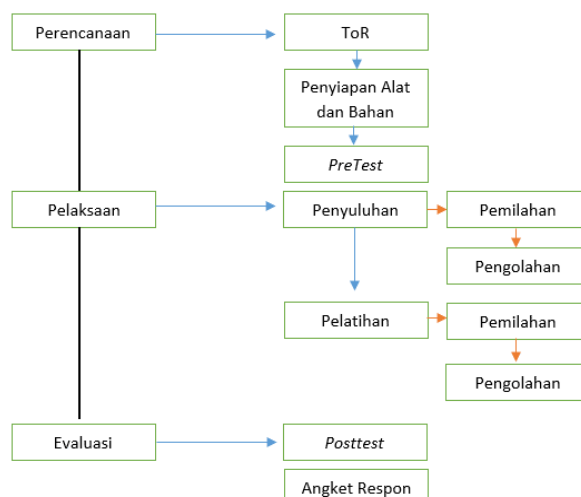 Perencanaan
ToR
Penyiapan Alat
dan Bahan
PreTest
Pelaksaan
Penyuluhan
Pemilahan
Pengolahan
Pelatihan
Pemilahan
Pengolahan
Evaluasi
Posttest
Angket Respon